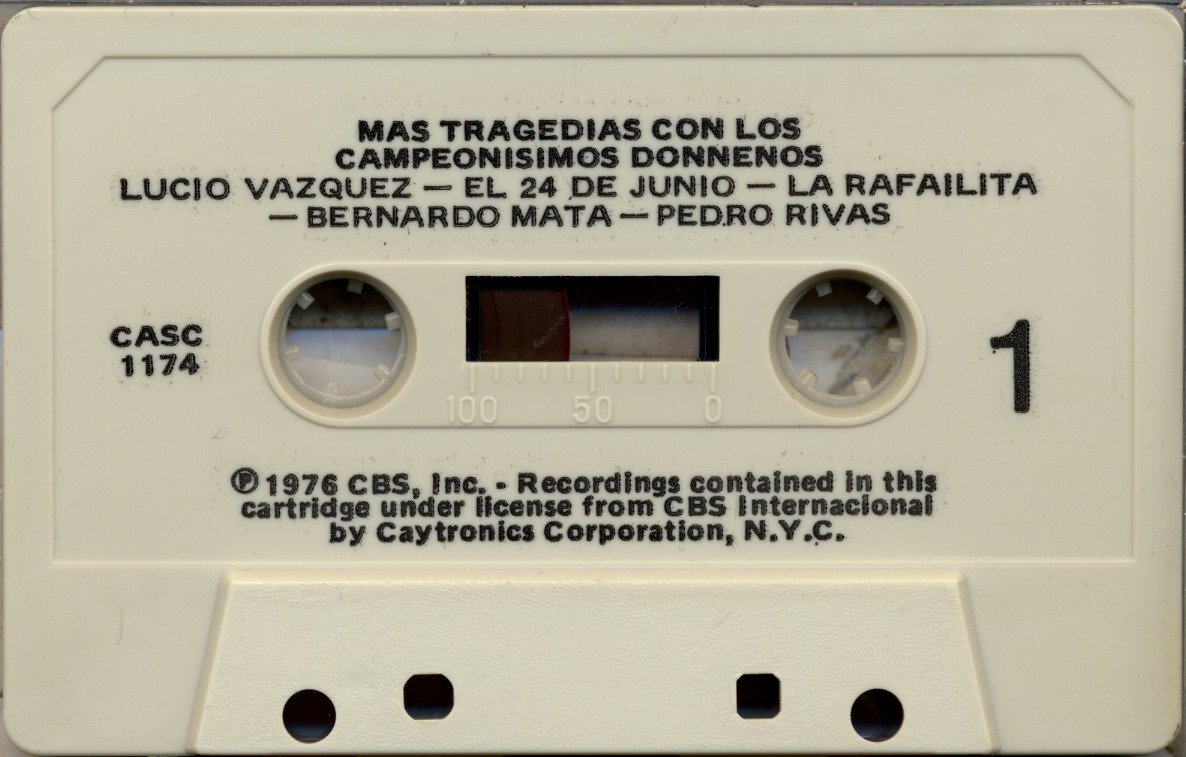 MAS TRAGEDIAS CON LOS
CAMPEONISIMOS DONNENOS
LUCIO VAZQUEZ — EL 24 DE JUNIO — LA RAFAILITA
— BERNARDO MATA — PEDRO RIVAS
CASC
1174
1
100 50 0
℗ 1976 CBS, Inc. - Recordings contained in this
cartridge under license from CBS Internacional
by Caytronics Corporation, N.Y.C.